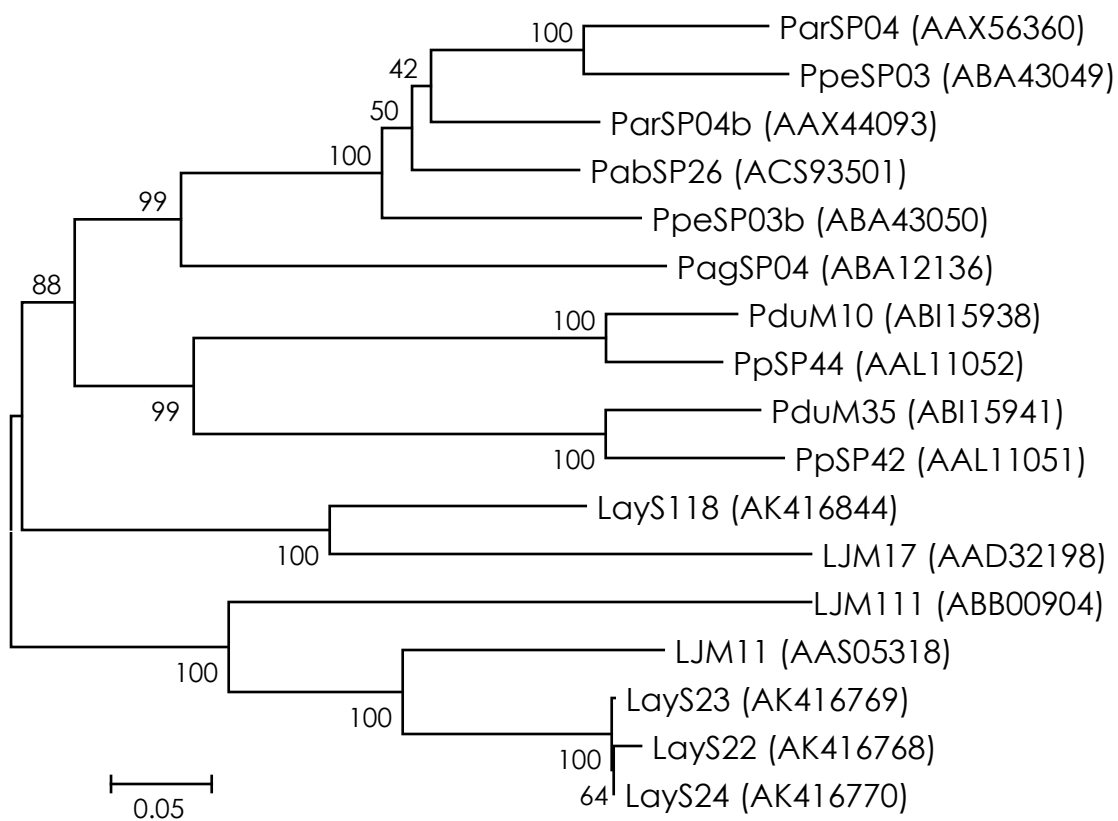 100
ParSP04 (AAX56360)
PpeSP03 (ABA43049)
42
ParSP04b (AAX44093)
50
PabSP26 (ACS93501)
100
PpeSP03b (ABA43050)
99
PagSP04 (ABA12136)
88
100
PduM10 (ABI15938)
PpSP44 (AAL11052)
99
PduM35 (ABI15941)
100
PpSP42 (AAL11051)
LayS118 (AK416844)
100
LJM17 (AAD32198)
LJM111 (ABB00904)
100
LJM11 (AAS05318)
100
LayS23 (AK416769)
100
LayS22 (AK416768)
64
LayS24 (AK416770)
0.05